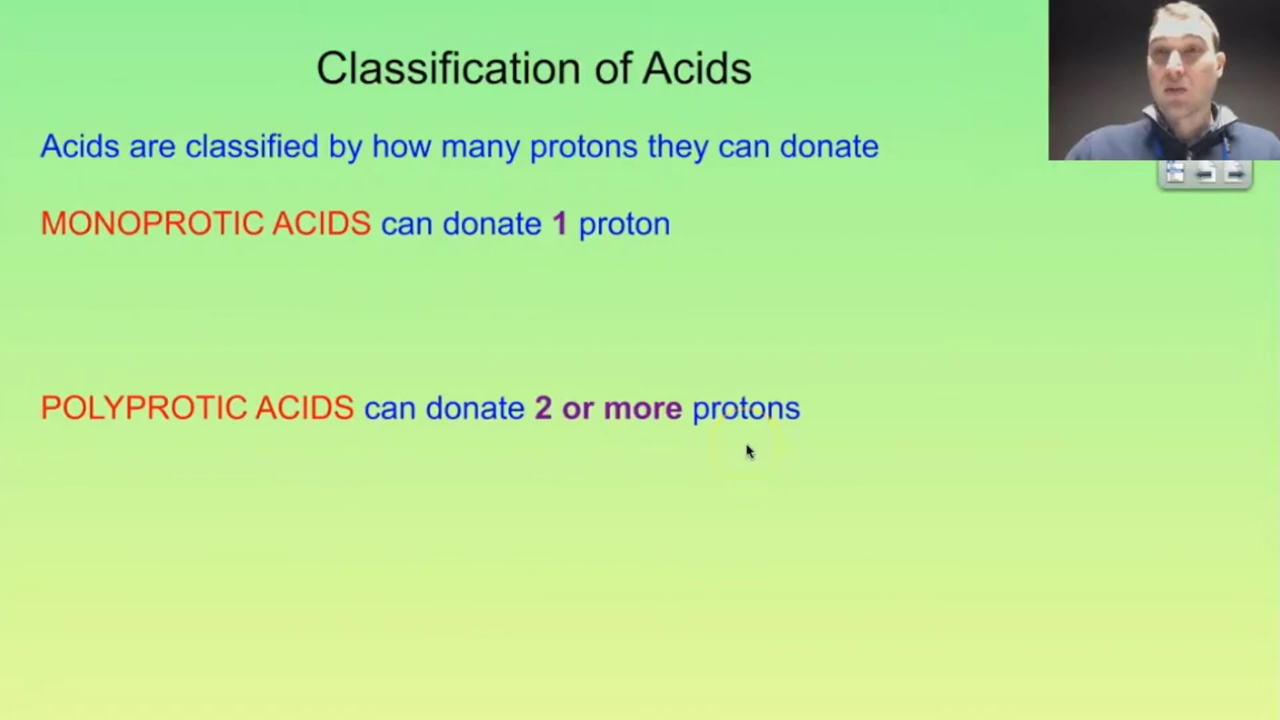 Classification of Acids
Acids are classified by how many protons they can donate
MONOPROTIC ACIDS can donate 1 proton
POLYPROTIC ACIDS can donate 2 or more protons